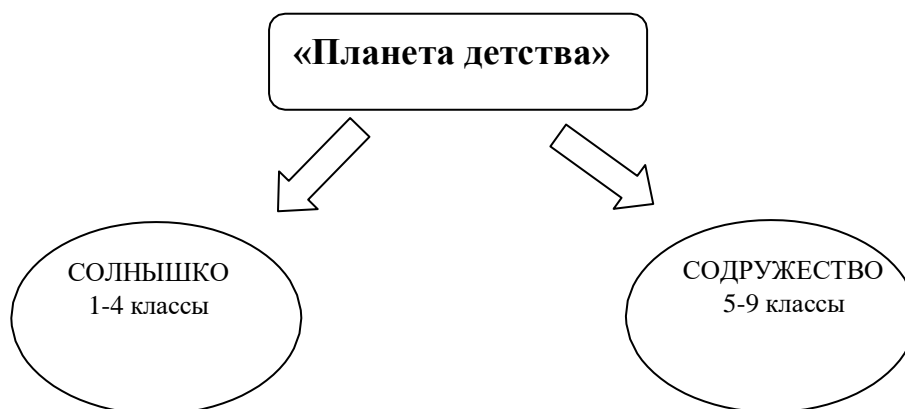 «Планета детства»
СОЛНЫШКО
1-4 классы
СОДРУЖЕСТВО
5-9 классы